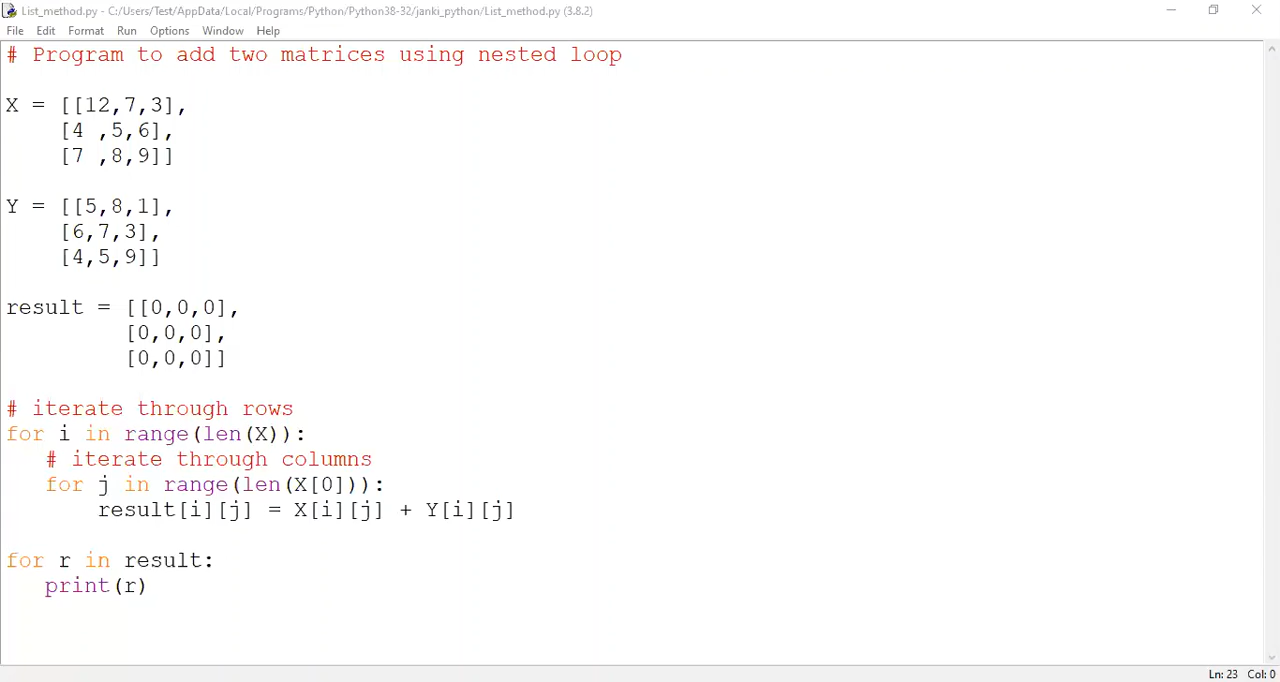 List_method.py - C:/Users/Test/AppData/Local/Programs/Python/Python38-32/janki_python/List_method.py (3.8.2)
File Edit Format Run Options Window Help
# Program to add two matrices using nested loop

X = [[12,7,3],
    [4 ,5,6],
    [7 ,8,9]]

Y = [[5,8,1],
    [6,7,3],
    [4,5,9]]

result = [[0,0,0],
         [0,0,0],
         [0,0,0]]

# iterate through rows
for i in range(len(X)):
   # iterate through columns
   for j in range(len(X[0])):
       result[i][j] = X[i][j] + Y[i][j]

for r in result:
   print(r)
Ln: 23 Col: 0